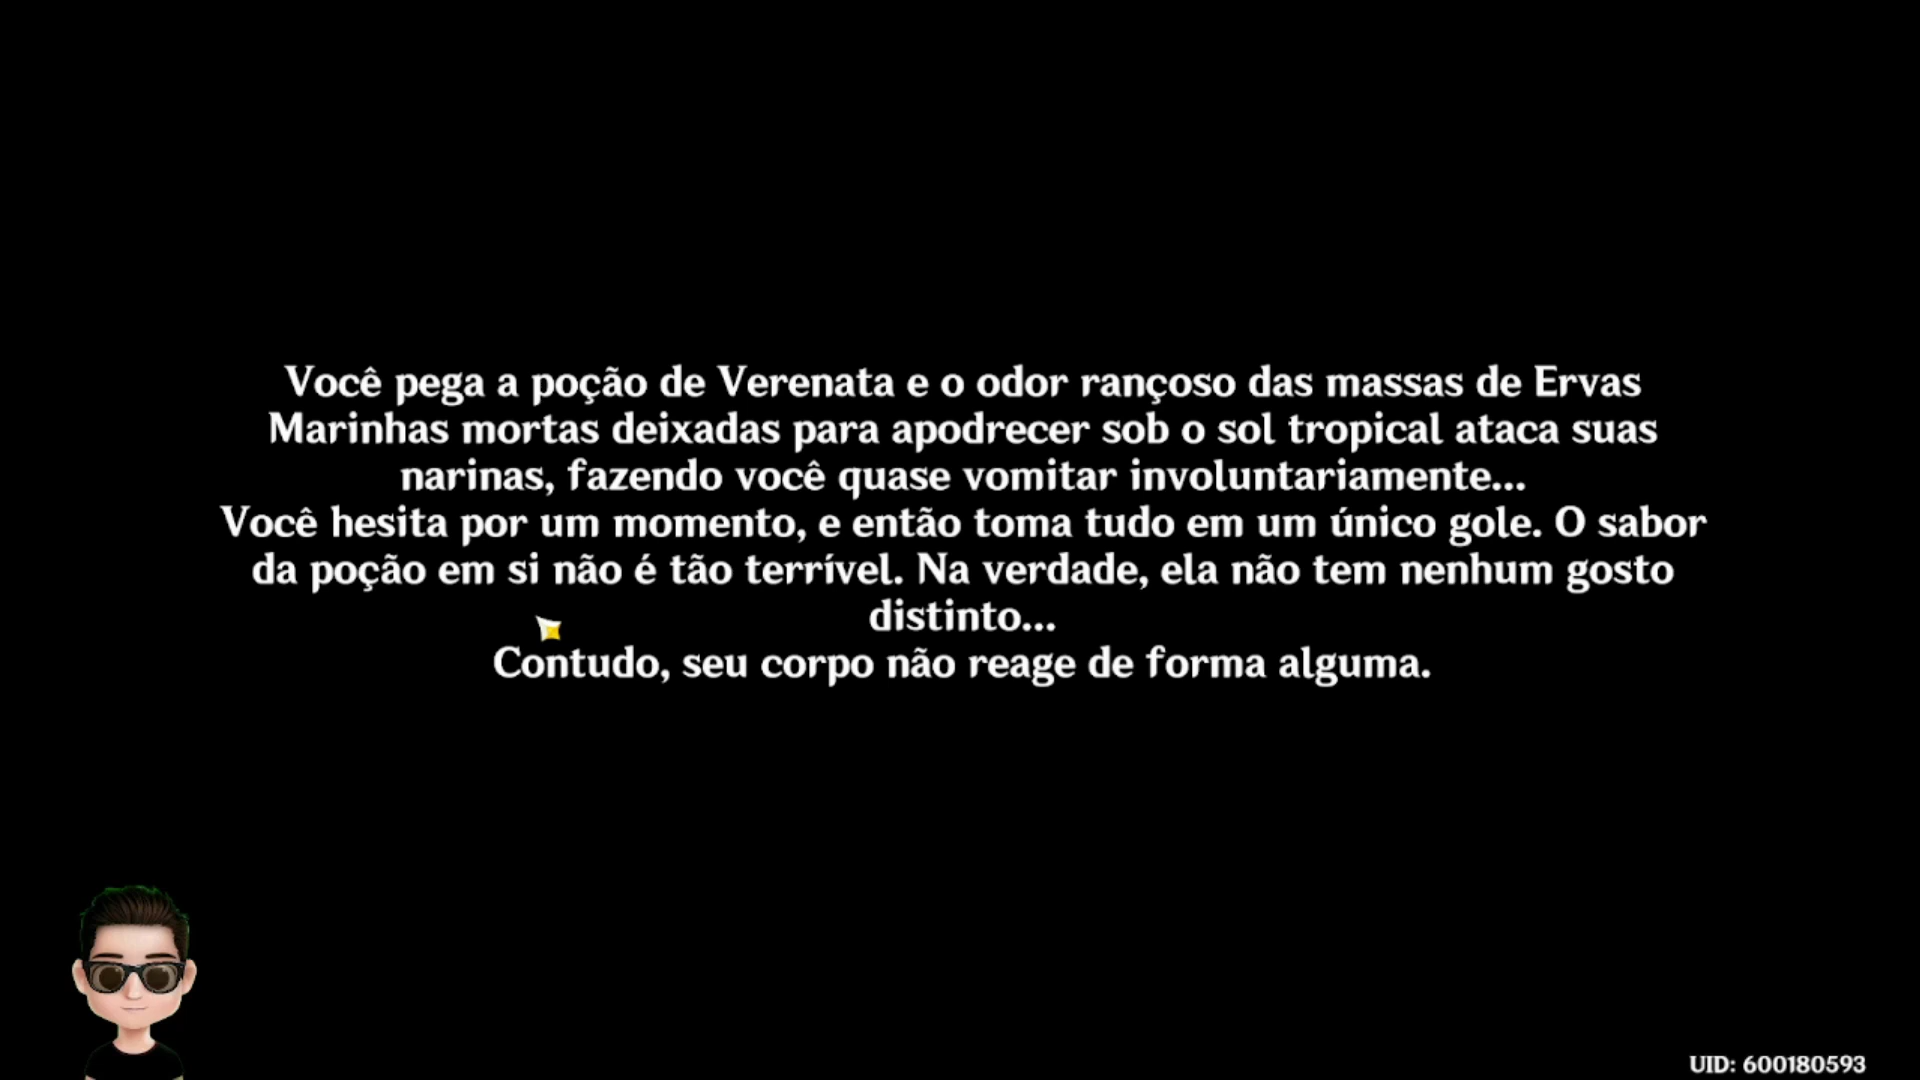 Você pega a poção de Verenata e o odor rançoso das massas de Ervas
Marinhas mortas deixadas para apodrecer sob o sol tropical ataca suas
narinas, fazendo você quase vomitar involuntariamente...
Você hesita por um momento, e então toma tudo em um único gole. O sabor
da poção em si não é tão terrível. Na verdade, ela não tem nenhum gosto
distinto...
Contudo, seu corpo não reage de forma alguma.
UID: 600180593